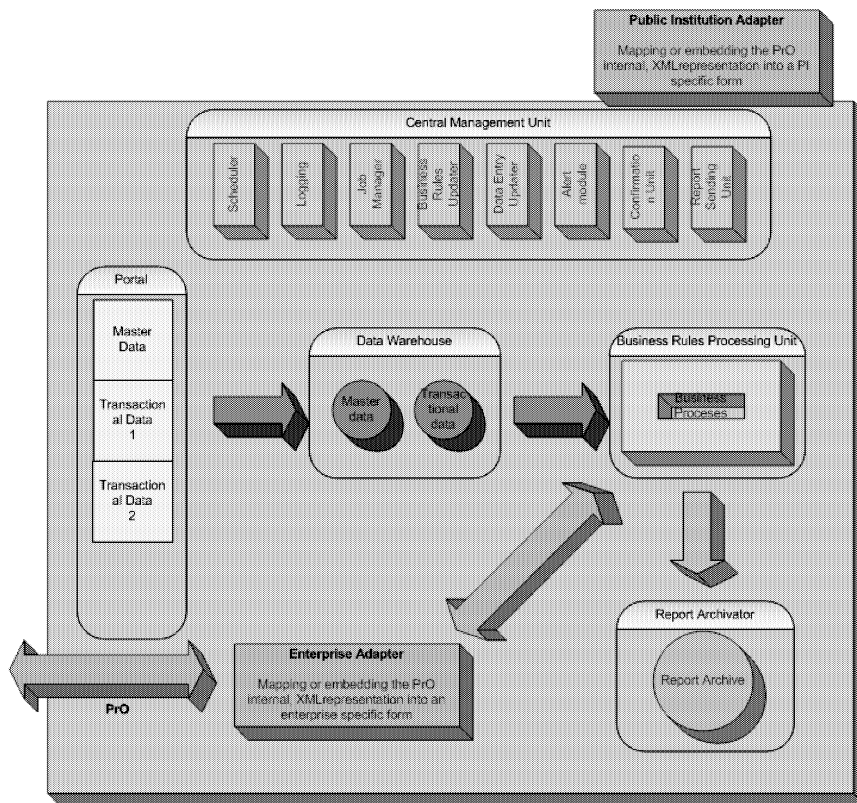 Public Institution Adapter
Mapping or embedding the PrO
internal, XMLrepresentation into a PI
specific form
Central Management Unit
Scheduler
Logging
Job
Manager
Business
Rules
Updater
Data Entry
Updater
Alert
module
Confirmatio
n Unit
Report
Sending
Unit
Portal
Master
Data
Transaction
al Data
1
Transaction
al Data
2
Data Warehouse
Master
data
Transac
tional
data
Business Rules Processing Unit
Business
Proceses
Report Archivator
Report Archive
Enterprise Adapter
Mapping or embedding the PrO
internal, XMLrepresentation into an
enterprise specific form
PrO